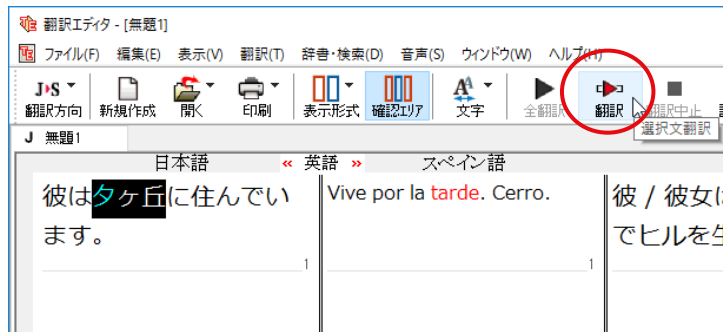 翻訳エディタ - [無題1]
ファイル(F) 編集(E) 表示(V) 翻訳(T) 辞書・検索(D) 音声(S) ウィンドウ(W) ヘルプ(H)
J▸S
翻訳方向 新規作成 開く 印刷 表示形式 確認エリア 文字 全翻訳 翻訳 翻訳中止
選択文翻訳
J 無題1
日本語 « 英語 » スペイン語
彼は夕ヶ丘に住んでい
ます。
1
Vive por la tarde. Cerro.
1
彼 / 彼女は
でヒルを生